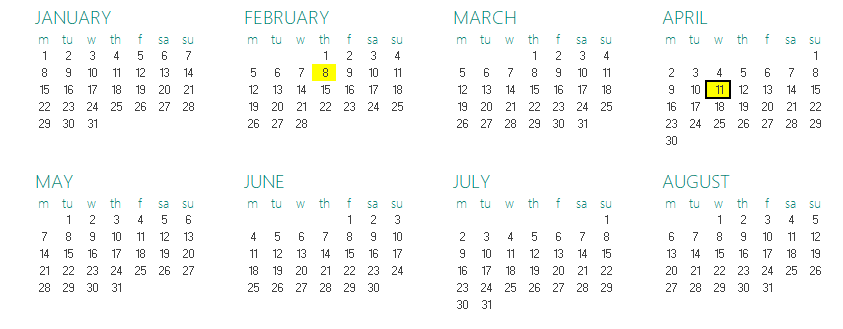 JANUARY
m tu w th f sa su
1 2 3 4 5 6 7
8 9 10 11 12 13 14
15 16 17 18 19 20 21
22 23 24 25 26 27 28
29 30 31
FEBRUARY
m tu w th f sa su
1 2 3 4
5 6 7 8 9 10 11
12 13 14 15 16 17 18
19 20 21 22 23 24 25
26 27 28
MARCH
m tu w th f sa su
1 2 3 4
5 6 7 8 9 10 11
12 13 14 15 16 17 18
19 20 21 22 23 24 25
26 27 28 29 30 31
APRIL
m tu w th f sa su
1
2 3 4 5 6 7 8
9 10 11 12 13 14 15
16 17 18 19 20 21 22
23 24 25 26 27 28 29
30
MAY
m tu w th f sa su
1 2 3 4 5 6
7 8 9 10 11 12 13
14 15 16 17 18 19 20
21 22 23 24 25 26 27
28 29 30 31
JUNE
m tu w th f sa su
1 2 3
4 5 6 7 8 9 10
11 12 13 14 15 16 17
18 19 20 21 22 23 24
25 26 27 28 29 30
JULY
m tu w th f sa su
1
2 3 4 5 6 7 8
9 10 11 12 13 14 15
16 17 18 19 20 21 22
23 24 25 26 27 28 29
30 31
AUGUST
m tu w th f sa su
1 2 3 4 5
6 7 8 9 10 11 12
13 14 15 16 17 18 19
20 21 22 23 24 25 26
27 28 29 30 31